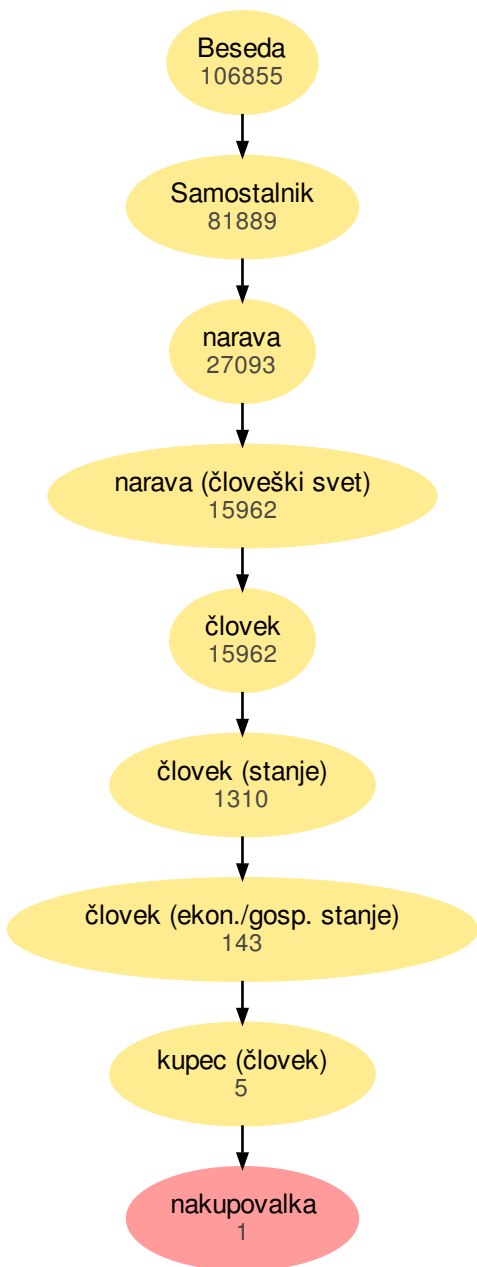 Beseda
106855
Samostalnik
81889
narava
27093
narava (človeški svet)
15962
človek
15962
človek (stanje)
1310
človek (ekon./gosp. stanje)
143
kupec (človek)
5
nakupovalka
1